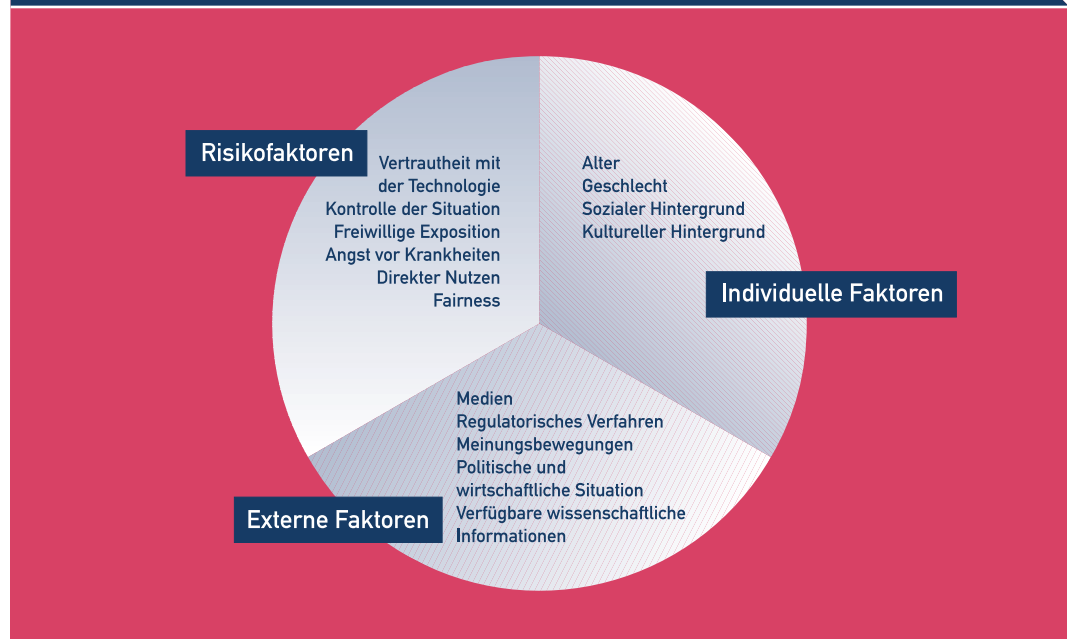 Risikofaktoren
Vertrautheit mit
der Technologie
Kontrolle der Situation
Freiwillige Exposition
Angst vor Krankheiten
Direkter Nutzen
Fairness
Alter
Geschlecht
Sozialer Hintergrund
Kultureller Hintergrund
Individuelle Faktoren
Medien
Regulatorisches Verfahren
Meinungsbewegungen
Politische und
wirtschaftliche Situation
Verfügbare wissenschaftliche
Informationen
Externe Faktoren